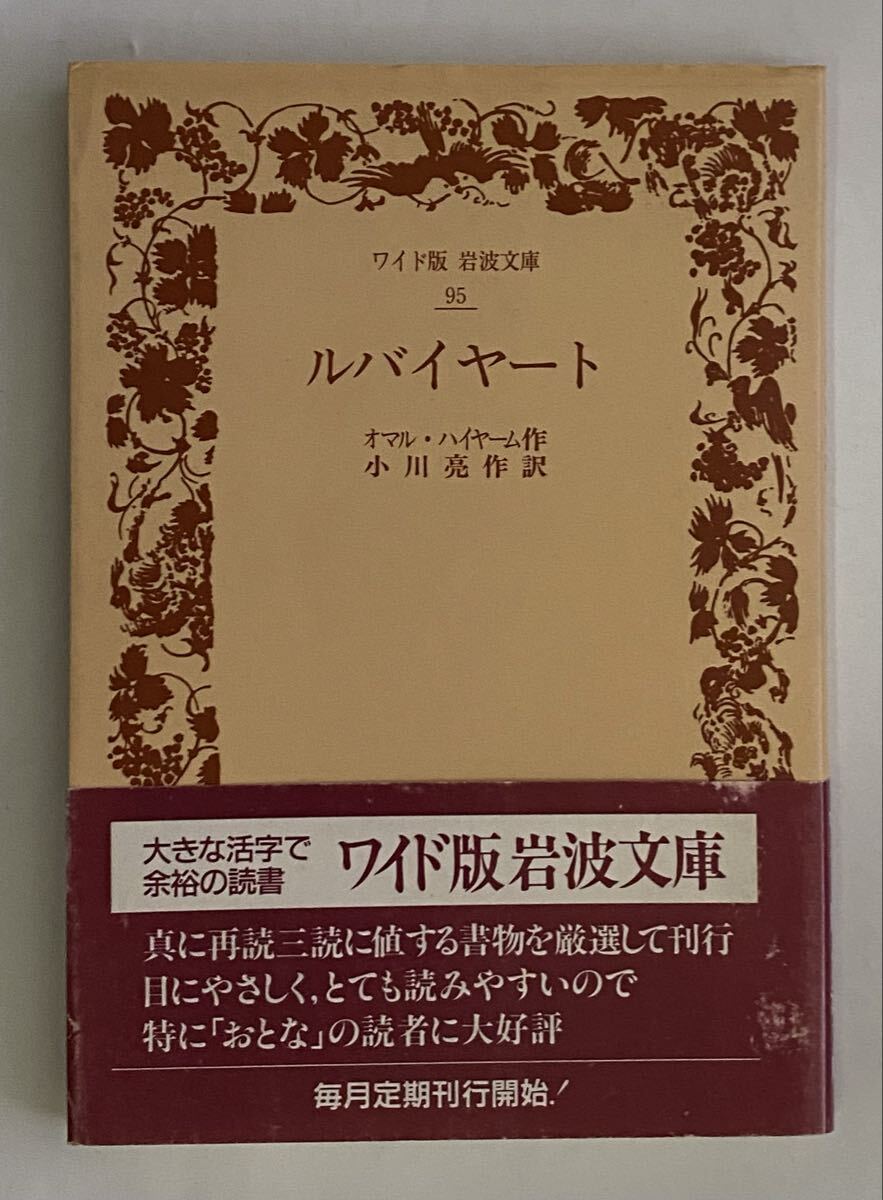 ワイド版 岩波文庫
95
ルバイヤート
オマル・ハイヤーム作
小川亮作訳
大きな活字で
余裕の読書
ワイド版岩波文庫
真に再読三読に値する書物を厳選して刊行
目にやさしく,とても読みやすいので
特に「おとな」の読者に大好評
毎月定期刊行開始!